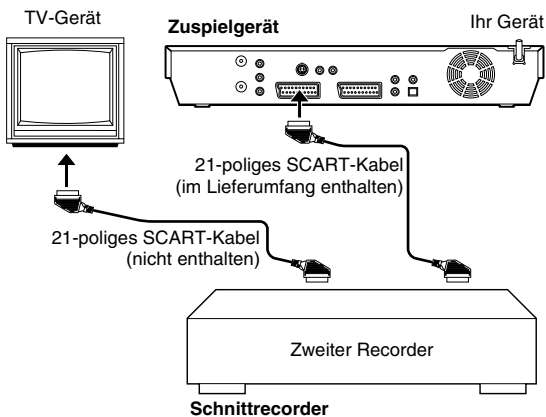 TV-Gerät
Zuspielgerät
Ihr Gerät
21-poliges SCART-Kabel
(im Lieferumfang enthalten)
21-poliges SCART-Kabel
(nicht enthalten)
Zweiter Recorder
Schnittrecorder